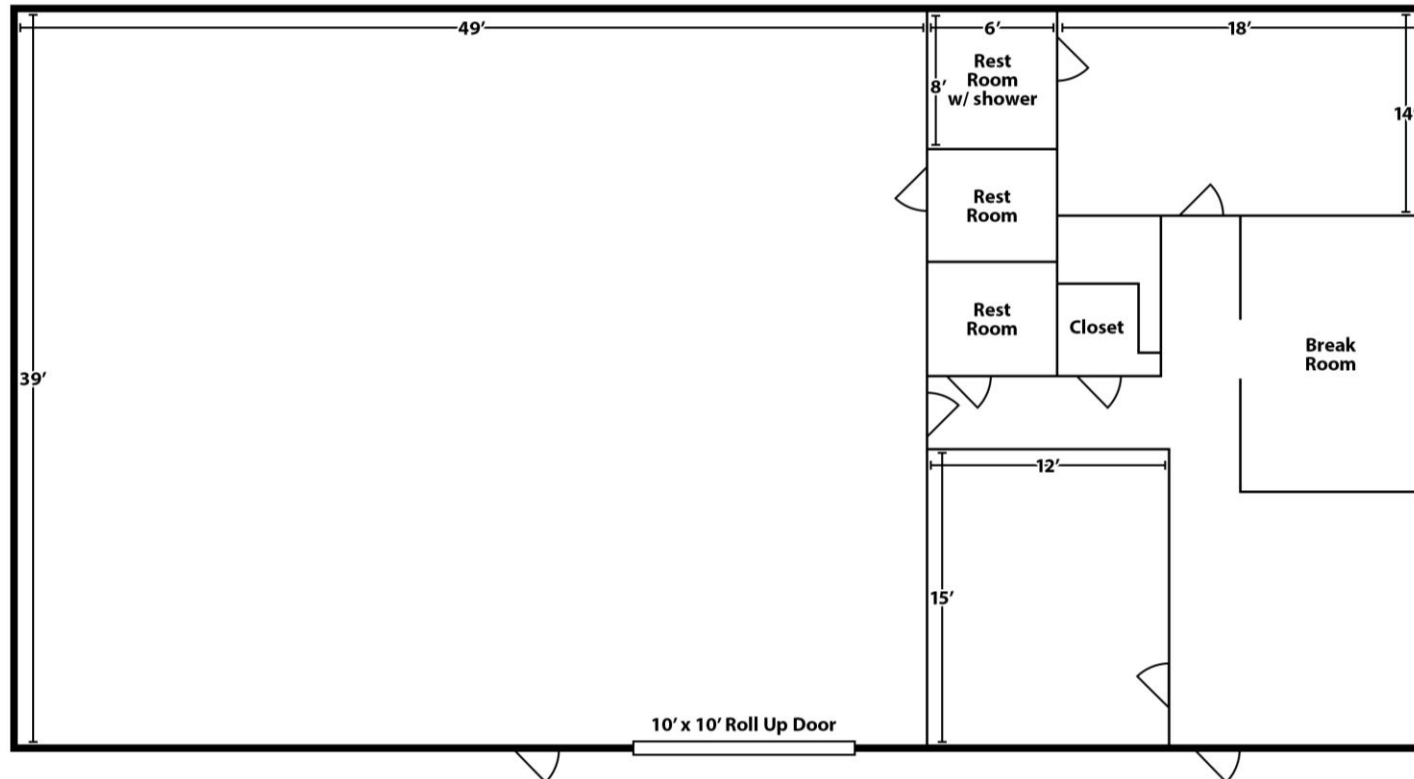 49’
6’
18’
Rest
Room
w/ shower
8’
14’
Rest
Room
Rest
Room
Closet
Break
Room
39’
12’
15’
10’ x 10’ Roll Up Door